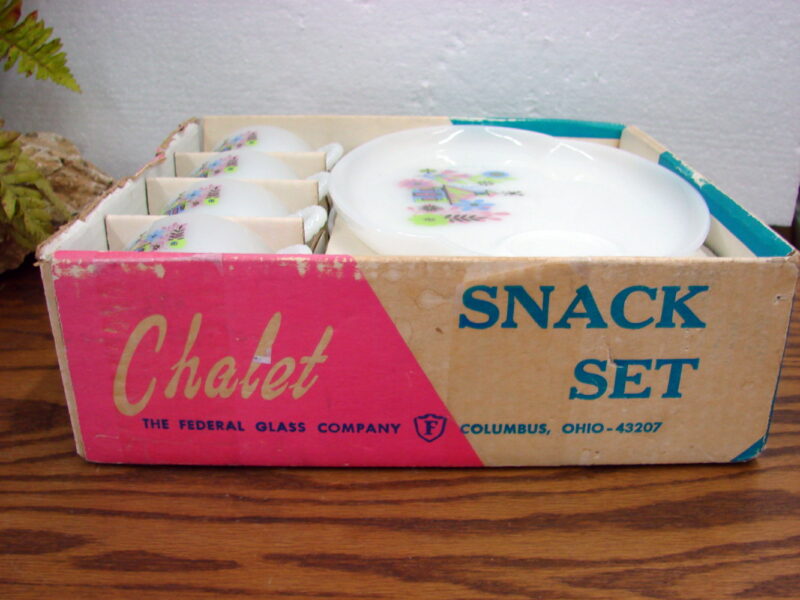 Chalet
SNACK
SET
THE FEDERAL GLASS COMPANY F COLUMBUS, OHIO-43207